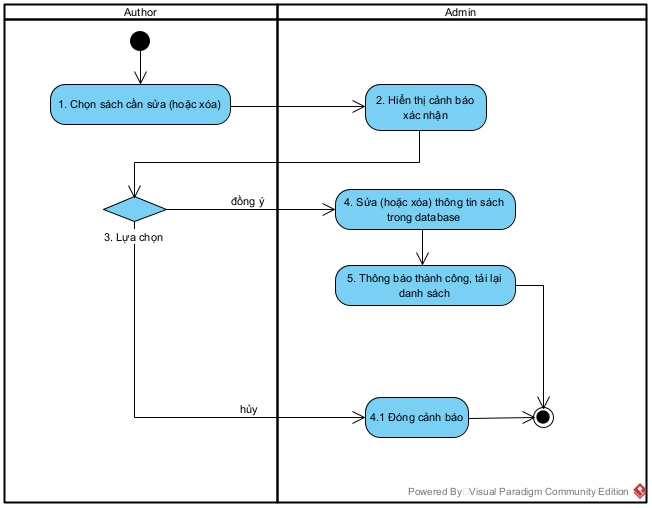 Author
Admin
1. Chọn sách cần sửa (hoặc xóa)
2. Hiển thị cảnh báo
xác nhận
đồng ý
3. Lựa chọn
4. Sửa (hoặc xóa) thông tin sách
trong database
5. Thông báo thành công, tải lại
danh sách
hủy
4.1 Đóng cảnh báo
Powered By Visual Paradigm Community Edition